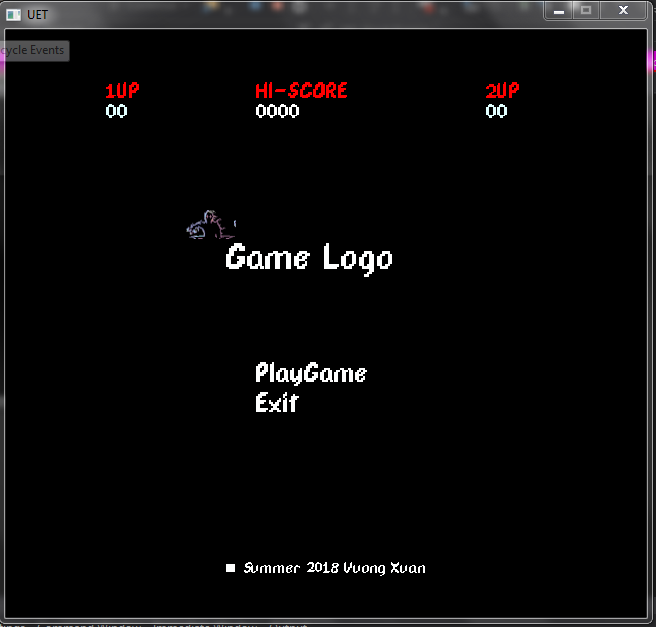 UET
cycle Events
1UP HI-SCORE 2UP
00 0000 00
Game Logo
PlayGame
Exit
Summer 2018 Vuong Xuan